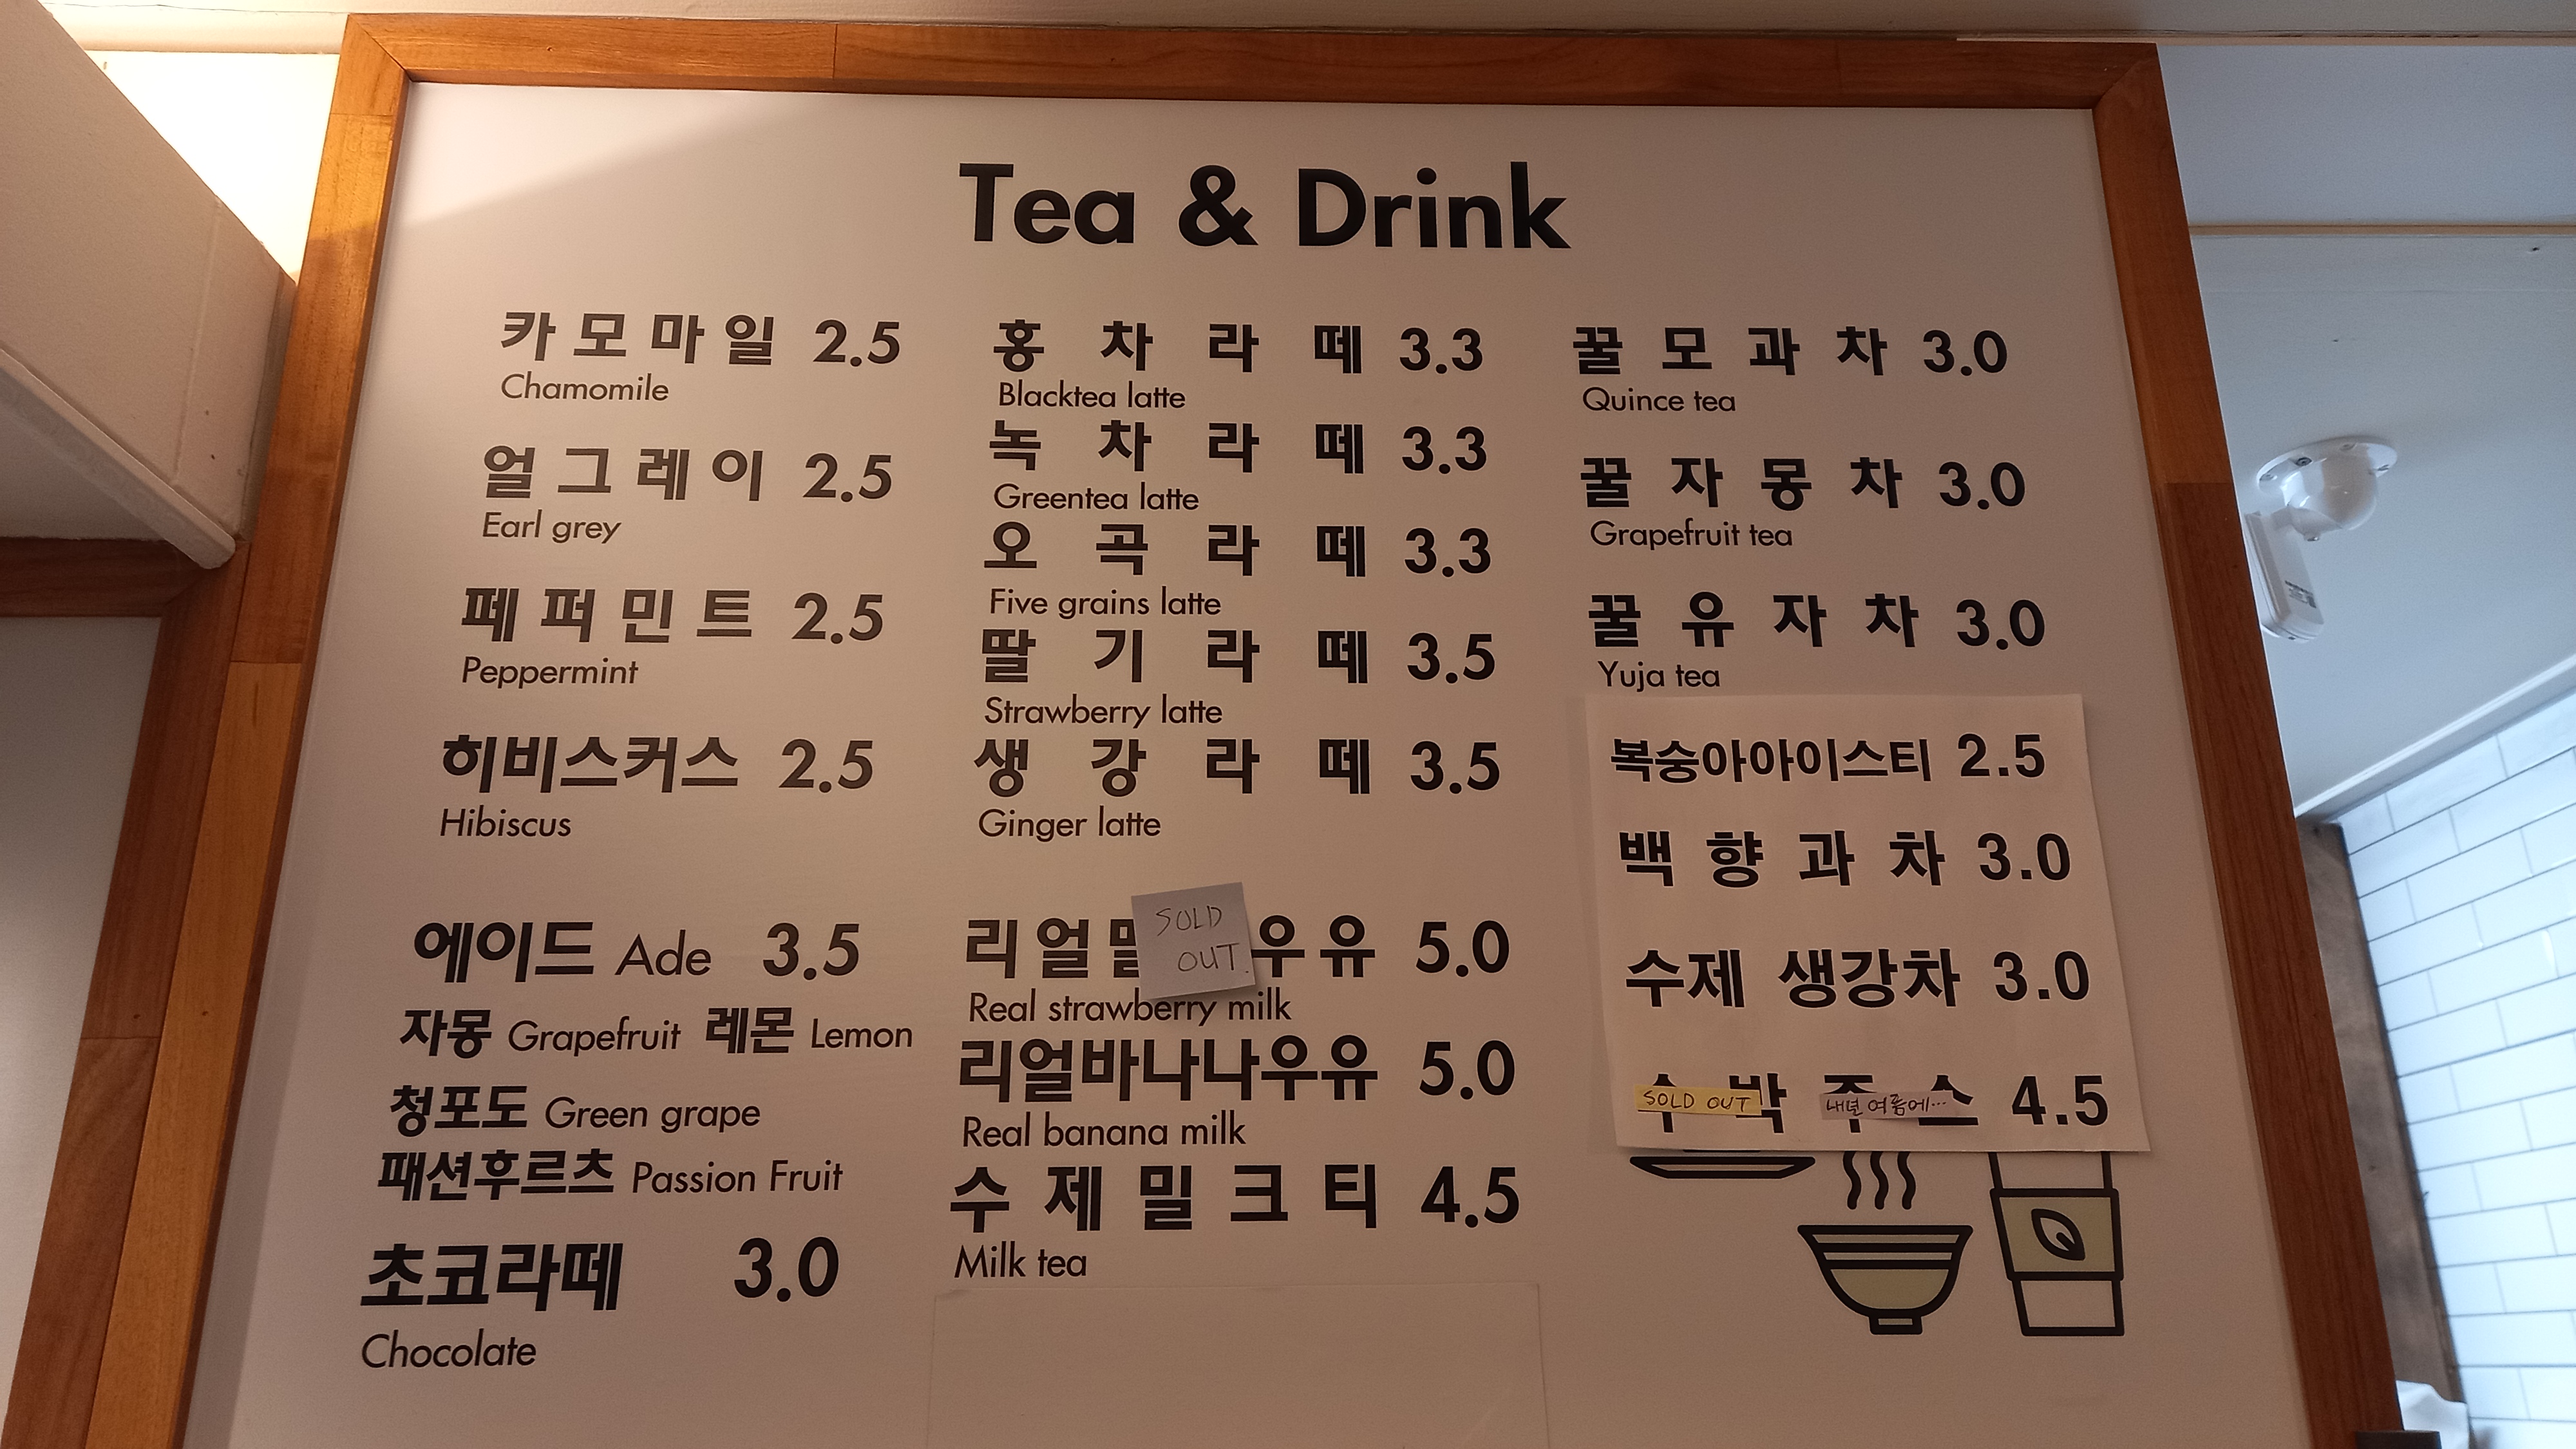 Tea & Drink
카모마일 2.5
Chamomile
얼그레이 2.5
Earl grey
페퍼민트 2.5
Peppermint
히비스커스 2.5
Hibiscus
에이드 Ade 3.5
자몽 Grapefruit 레몬 Lemon
청포도 Green grape
패션후르츠 Passion Fruit
초코라떼 3.0
Chocolate
홍차라떼 3.3
Blacktea latte
녹차라떼 3.3
Greentea latte
오곡라떼 3.3
Five grains latte
딸기라떼 3.5
Strawberry latte
생강라떼 3.5
Ginger latte
리얼 우유 5.0
SOLD
OUT.
Real strawberry milk
리얼바나나우유 5.0
Real banana milk
수제밀크티 4.5
Milk tea
꿀모과차 3.0
Quince tea
꿀자몽차 3.0
Grapefruit tea
꿀유자차 3.0
Yuja tea
복숭아아이스티 2.5
백향과차 3.0
수제 생강차 3.0
수박주스 4.5
SOLD OUT
내년 여름에...